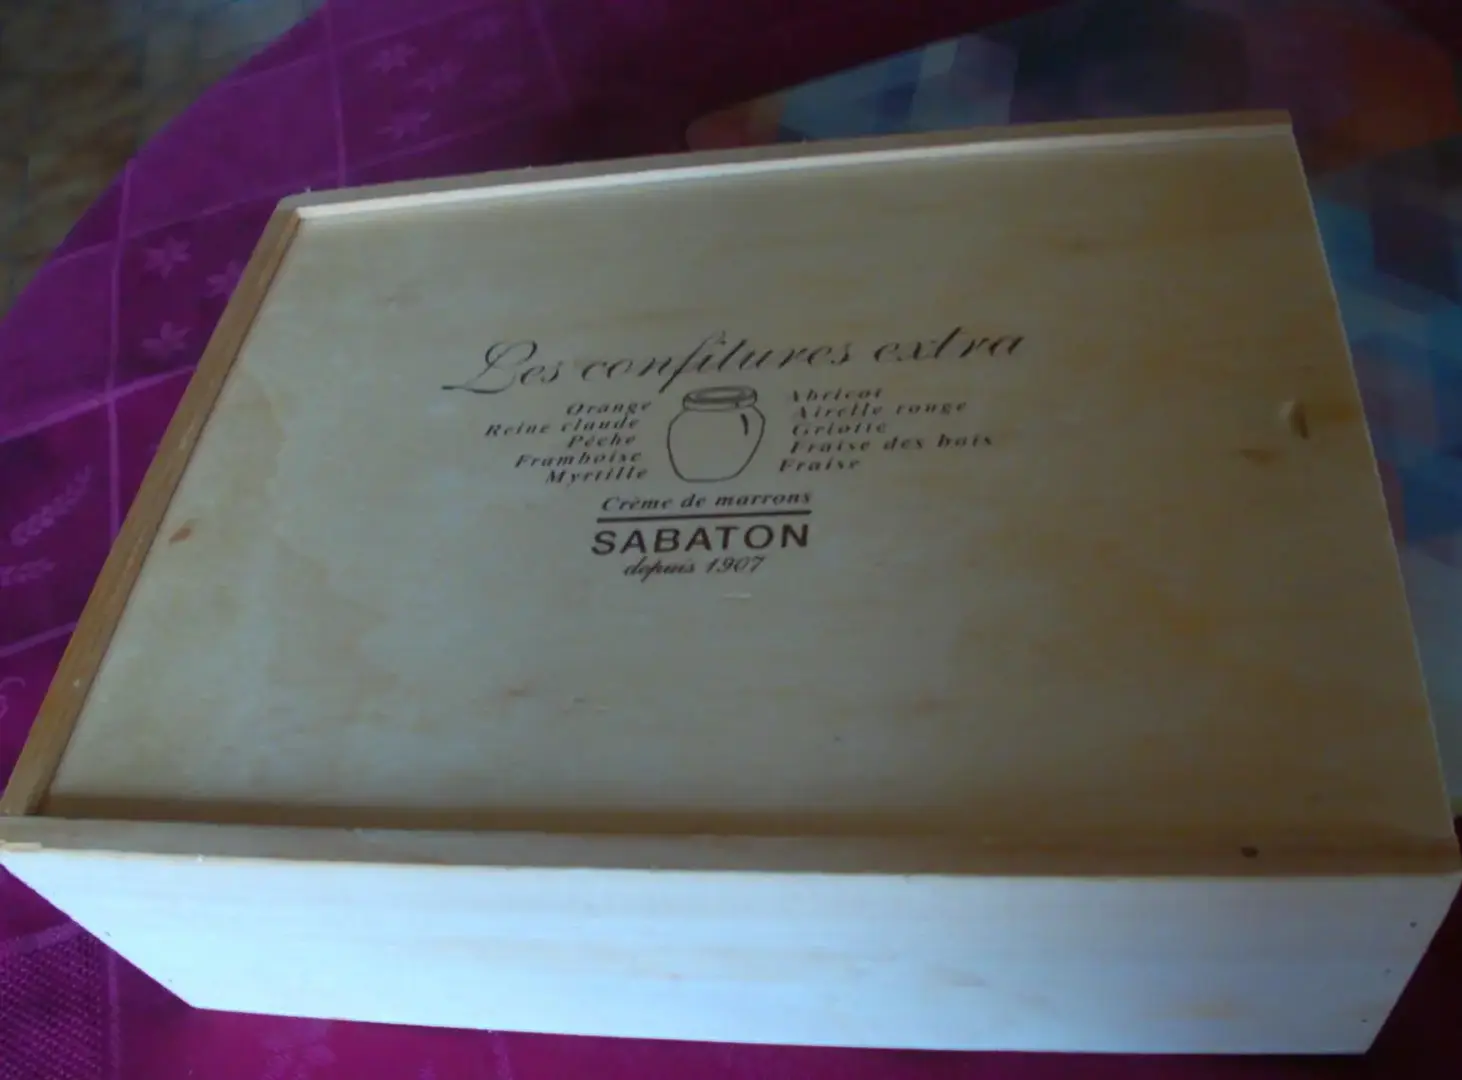 Les confitures extra
Orange
Reine claude
Pêche
Framboise
Myrtille
Abricot
Airelle rouge
Griotte
Fraise des bois
Fraise
Crème de marrons
SABATON
depuis 1907